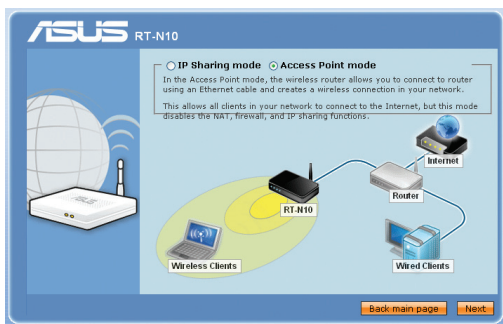 ASUS RT-N10
IP Sharing mode Access Point mode
In the Access Point mode, the wireless router allows you to connect to router
using an Ethernet cable and creates a wireless connection in your network.
This allows all clients in your network to connect to the Internet, but this mode
disables the NAT, firewall, and IP sharing functions.
Internet
Router
RT-N10
Wireless Clients
Wired Clients
Back main page Next